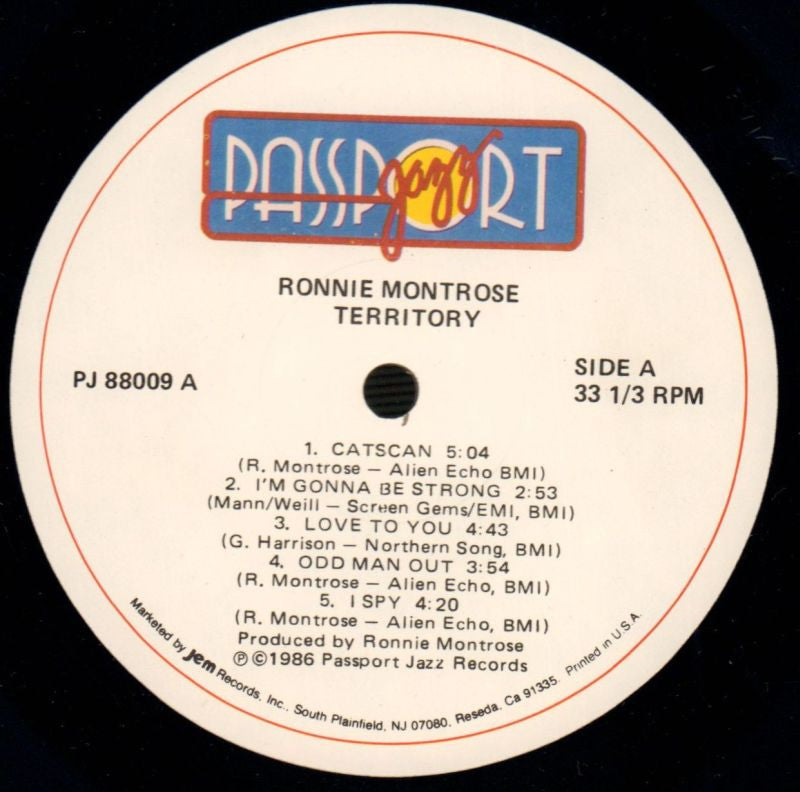 PASSPORT
jazz
RONNIE MONTROSE
TERRITORY
PJ 88009 A
SIDE A
33 1/3 RPM
1. CATSCAN 5:04
(R. Montrose – Alien Echo BMI)
2. I'M GONNA BE STRONG 2:53
(Mann/Weill – Screen Gems/EMI, BMI)
3. LOVE TO YOU 4:43
(G. Harrison – Northern Song, BMI)
4. ODD MAN OUT 3:54
(R. Montrose – Alien Echo, BMI)
5. I SPY 4:20
(R. Montrose – Alien Echo, BMI)
Produced by Ronnie Montrose
℗©1986 Passport Jazz Records
Marketed by Jem Records, Inc., South Plainfield, NJ 07080. Reseda, Ca 91335. Printed in U.S.A.